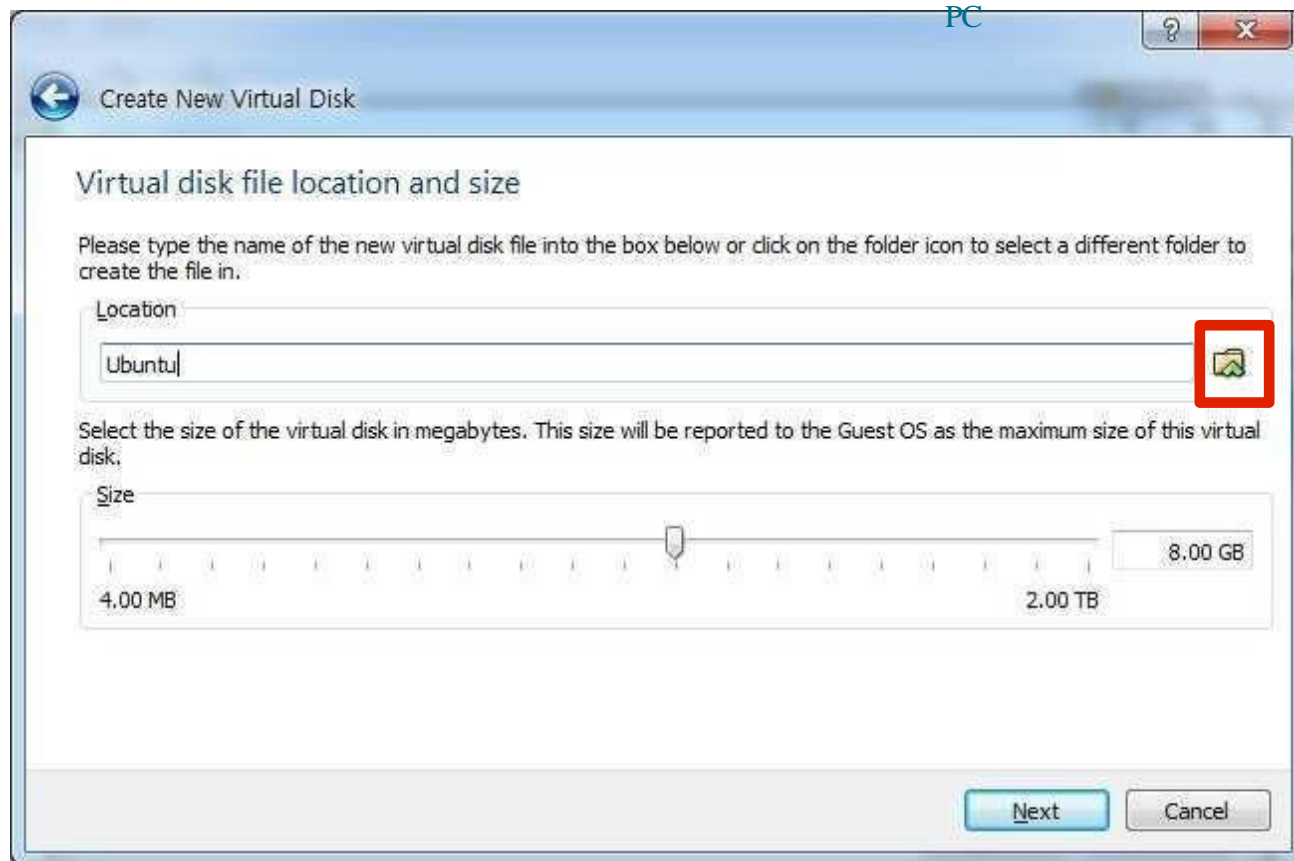 PC
Create New Virtual Disk
Virtual disk file location and size
Please type the name of the new virtual disk file into the box below or click on the folder icon to select a different folder to
create the file in.
Location
Ubuntu
Select the size of the virtual disk in megabytes. This size will be reported to the Guest OS as the maximum size of this virtual
disk.
Size
8.00 GB
4.00 MB 2.00 TB
Next Cancel